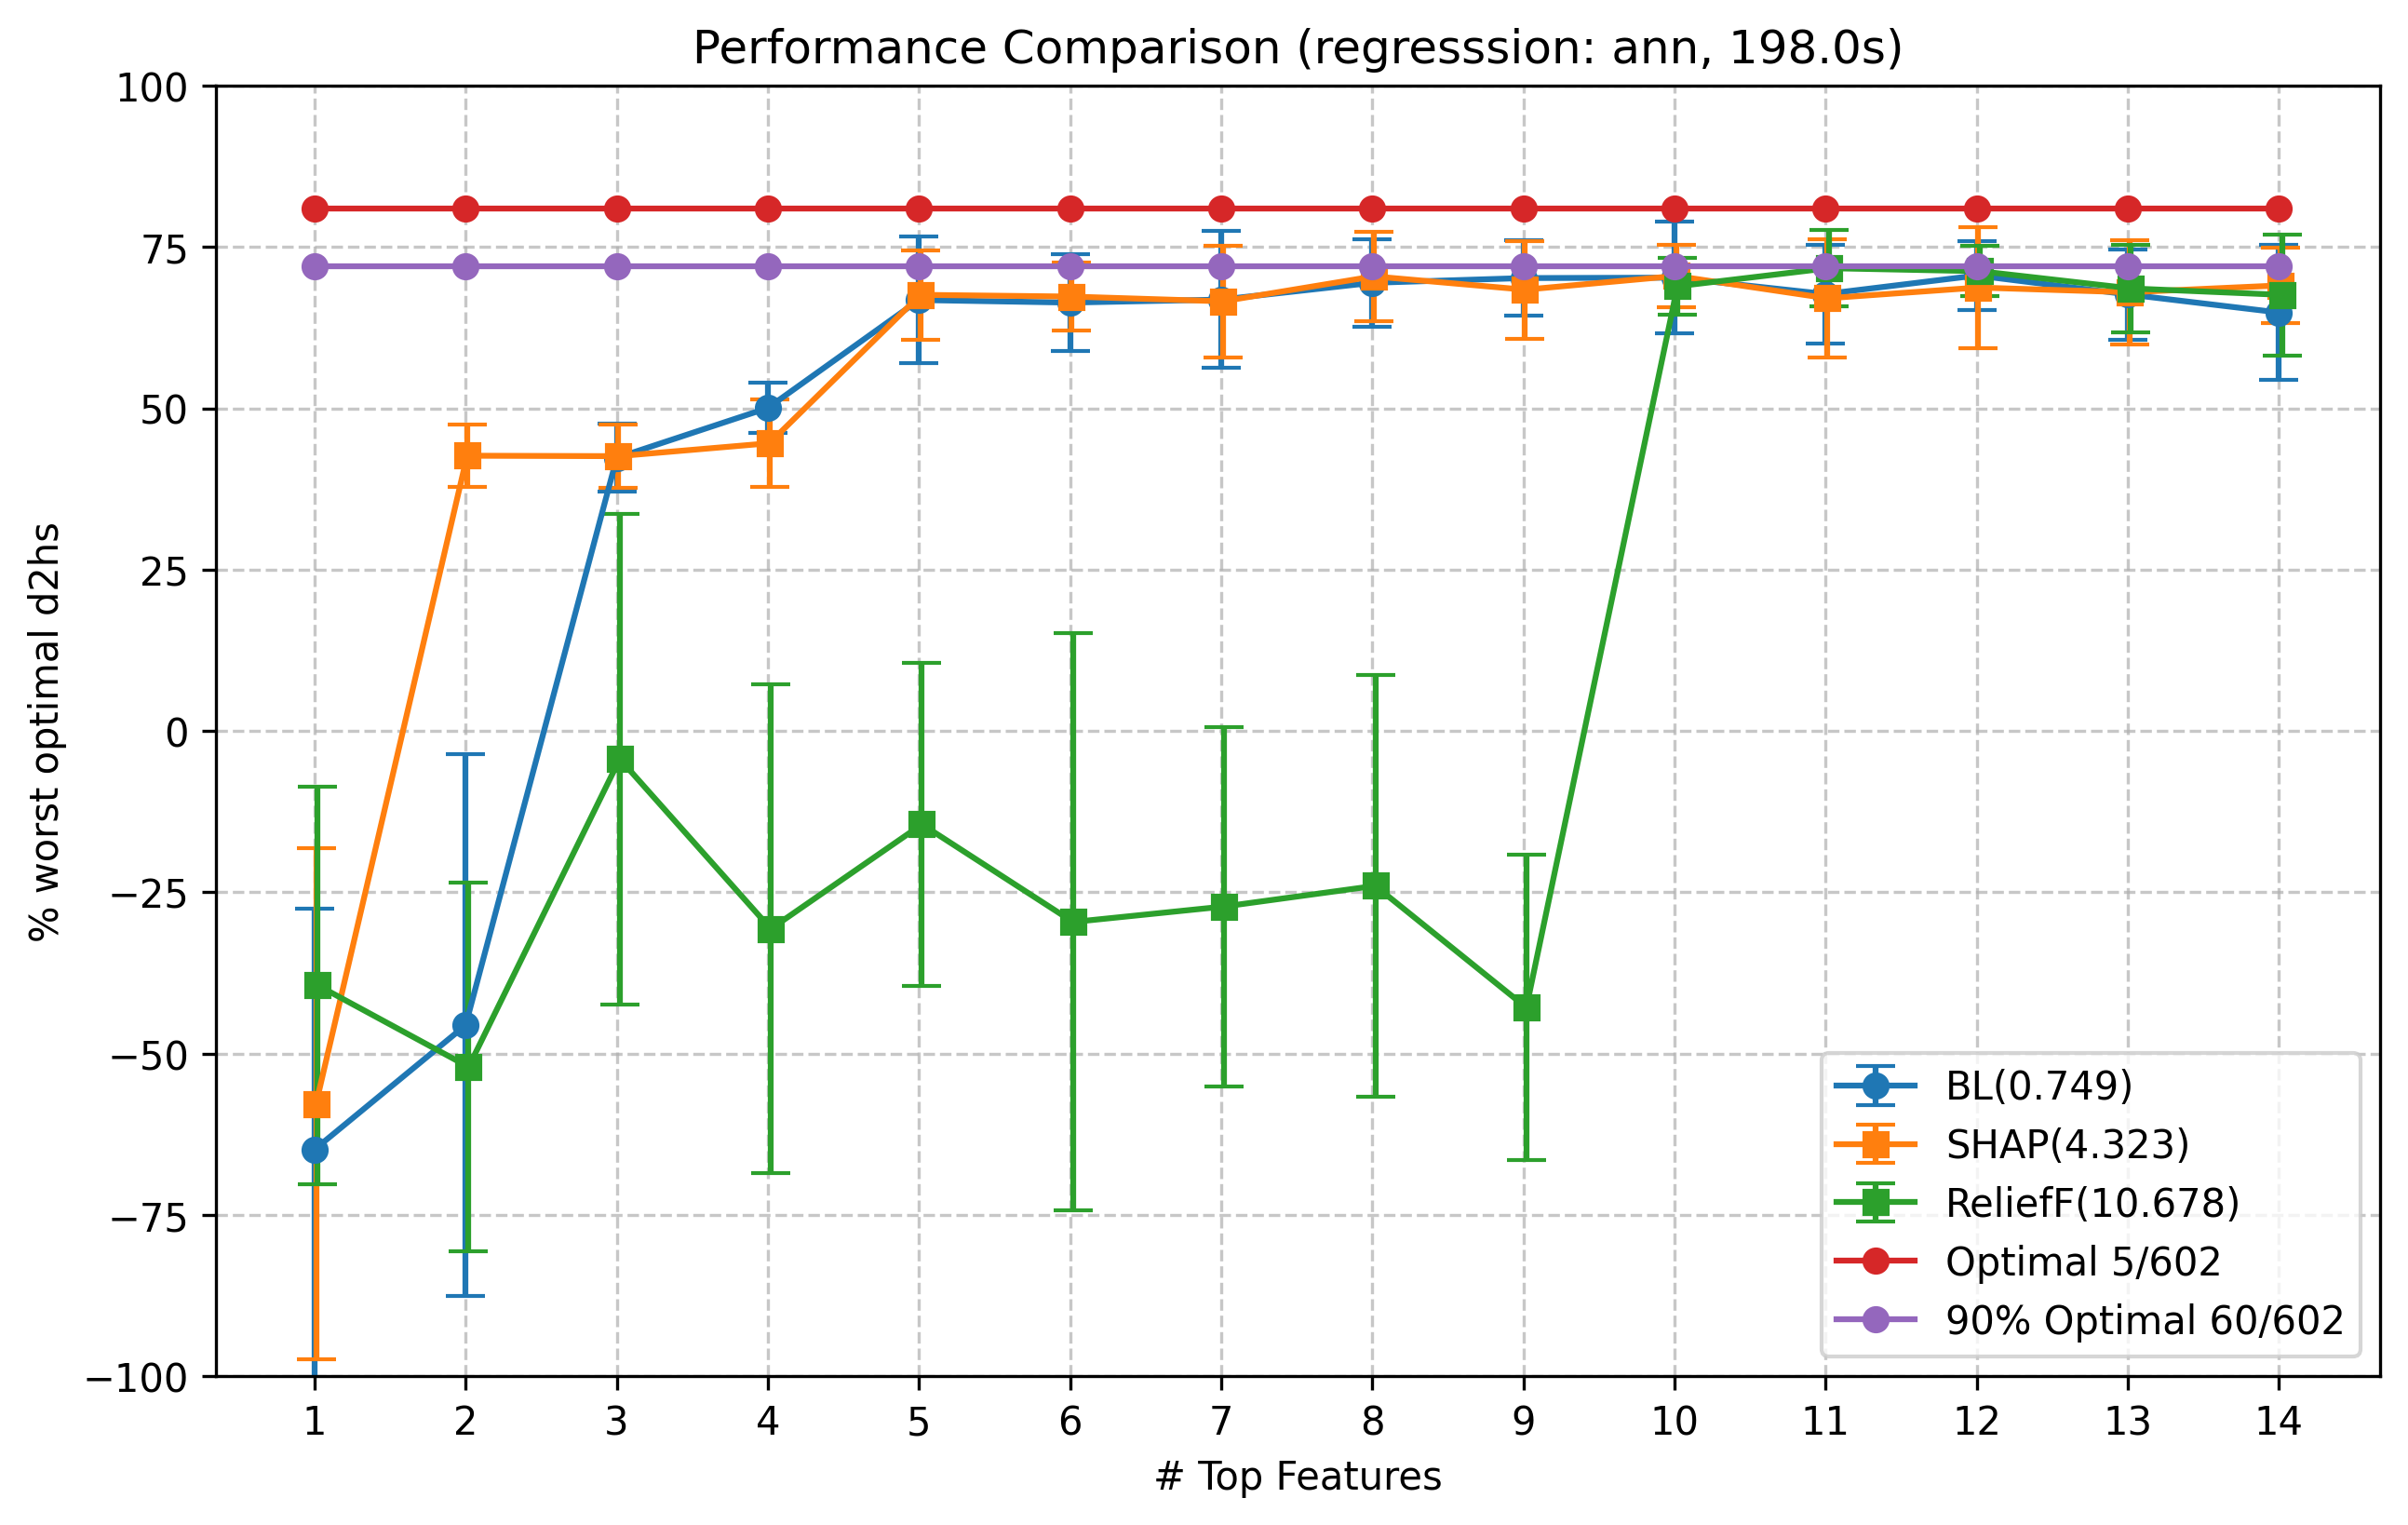 Performance Comparison (regresssion: ann, 198.0s)
% worst optimal d2hs
100
75
50
25
0
−25
−50
−75
−100
BL(0.749)
SHAP(4.323)
ReliefF(10.678)
Optimal 5/602
90% Optimal 60/602
1 2 3 4 5 6 7 8 9 10 11 12 13 14
# Top Features